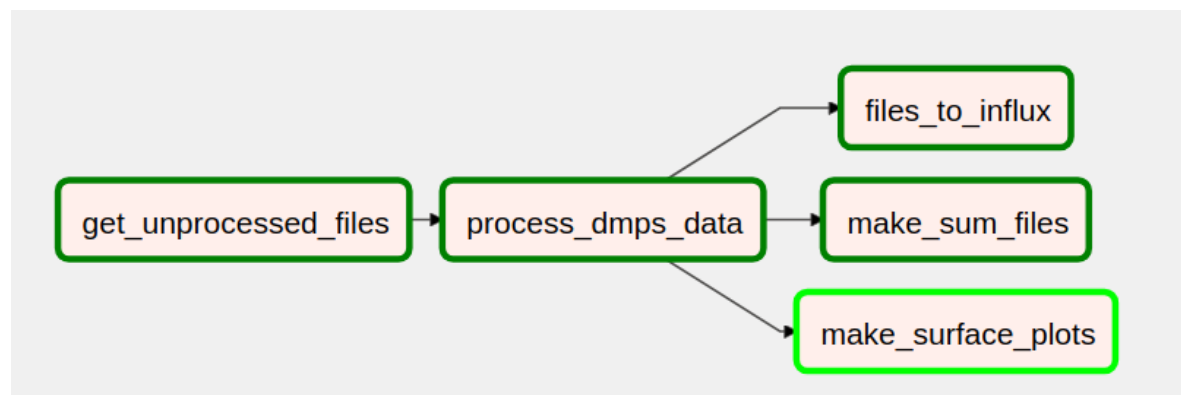 files_to_influx
get_unprocessed_files
process_dmps_data
make_sum_files
make_surface_plots